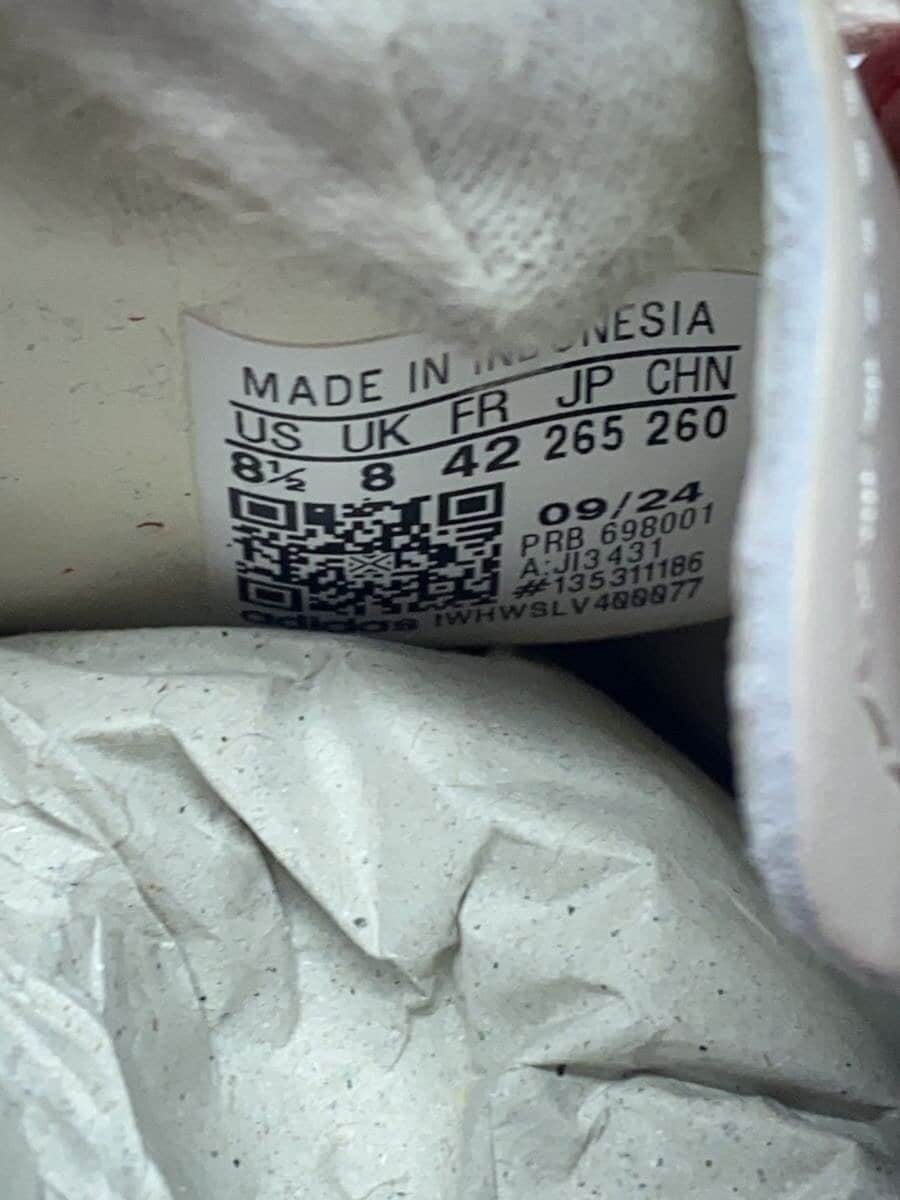 MADE IN INDONESIA
US UK FR JP CHN
8½ 8 42 265 260
09/24
PRB 698001
A:JI3431
#135311186
adidas IWHWSLV400077